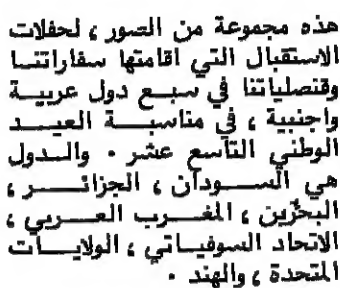 هذه مجموعة من الصور ، لحفلات
الاستقبال التي اقامتها سفاراتنا
وقنصلياتنا في سبع دول عربية
واجنبية ، في مناسبة العيد
الوطني التاسع عشر . والدول
هي السودان ، الجزائر ،
البحرين ، المغرب العربي ،
الاتحاد السوفياتي ، الولايات
المتحدة ، والهند .